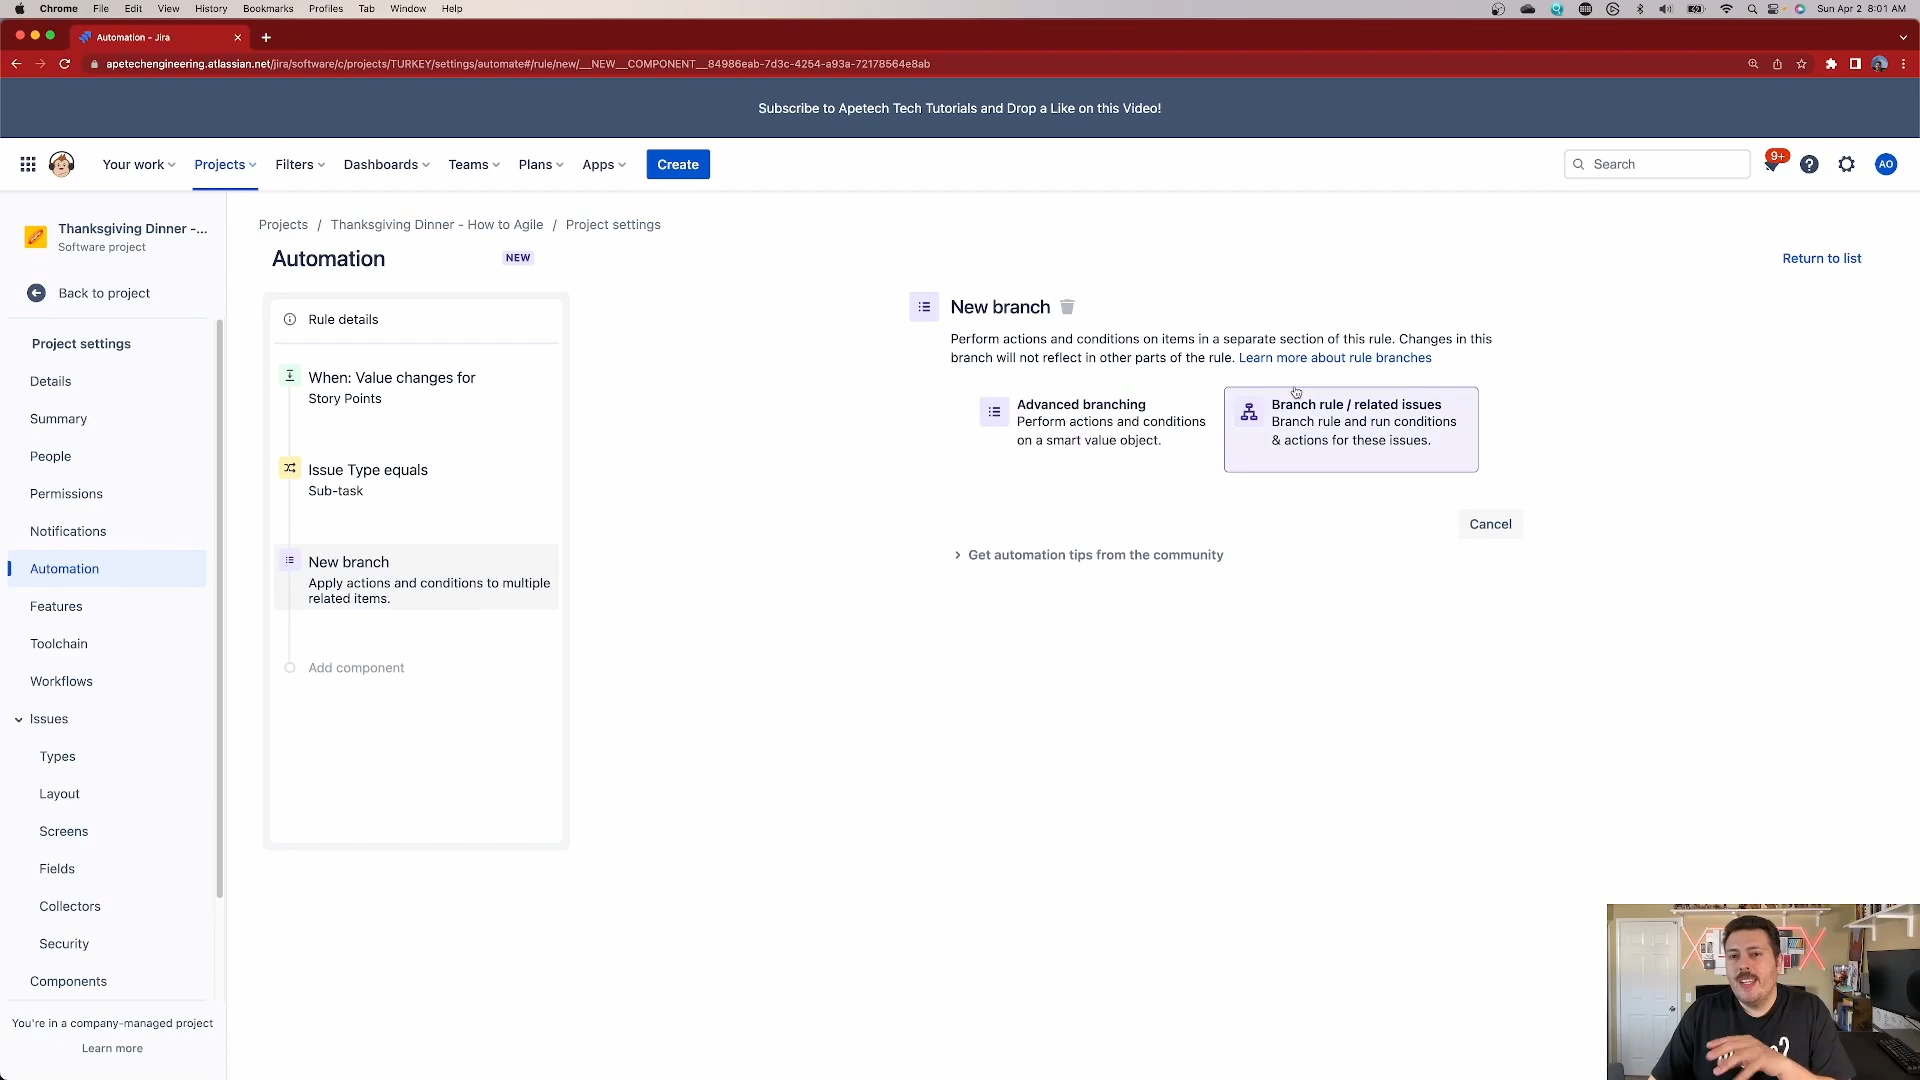 Chrome File Edit View History Bookmarks Profiles Tab Window Help Sun Apr 2 8:01 AM
Automation - Jira
apetechengineering.atlassian.net/jira/software/c/projects/TURKEY/settings/automate#/rule/new/__NEW__COMPONENT__84986eab-7d3c-4254-a93a-72178564e8ab
Subscribe to Apetech Tech Tutorials and Drop a Like on this Video!
Your work Projects Filters Dashboards Teams Plans Apps Create Search 9+ AO
Thanksgiving Dinner -...
Software project
Back to project
Project settings
Details
Summary
People
Permissions
Notifications
Automation
Features
Toolchain
Workflows
Issues
Types
Layout
Screens
Fields
Collectors
Security
Components
You're in a company-managed project
Learn more
Projects / Thanksgiving Dinner - How to Agile / Project settings
Automation NEW
Return to list
Rule details
When: Value changes for
Story Points
Issue Type equals
Sub-task
New branch
Apply actions and conditions to multiple
related items.
Add component
New branch
Perform actions and conditions on items in a separate section of this rule. Changes in this
branch will not reflect in other parts of the rule. Learn more about rule branches
Advanced branching
Perform actions and conditions
on a smart value object.
Branch rule / related issues
Branch rule and run conditions
& actions for these issues.
Cancel
Get automation tips from the community